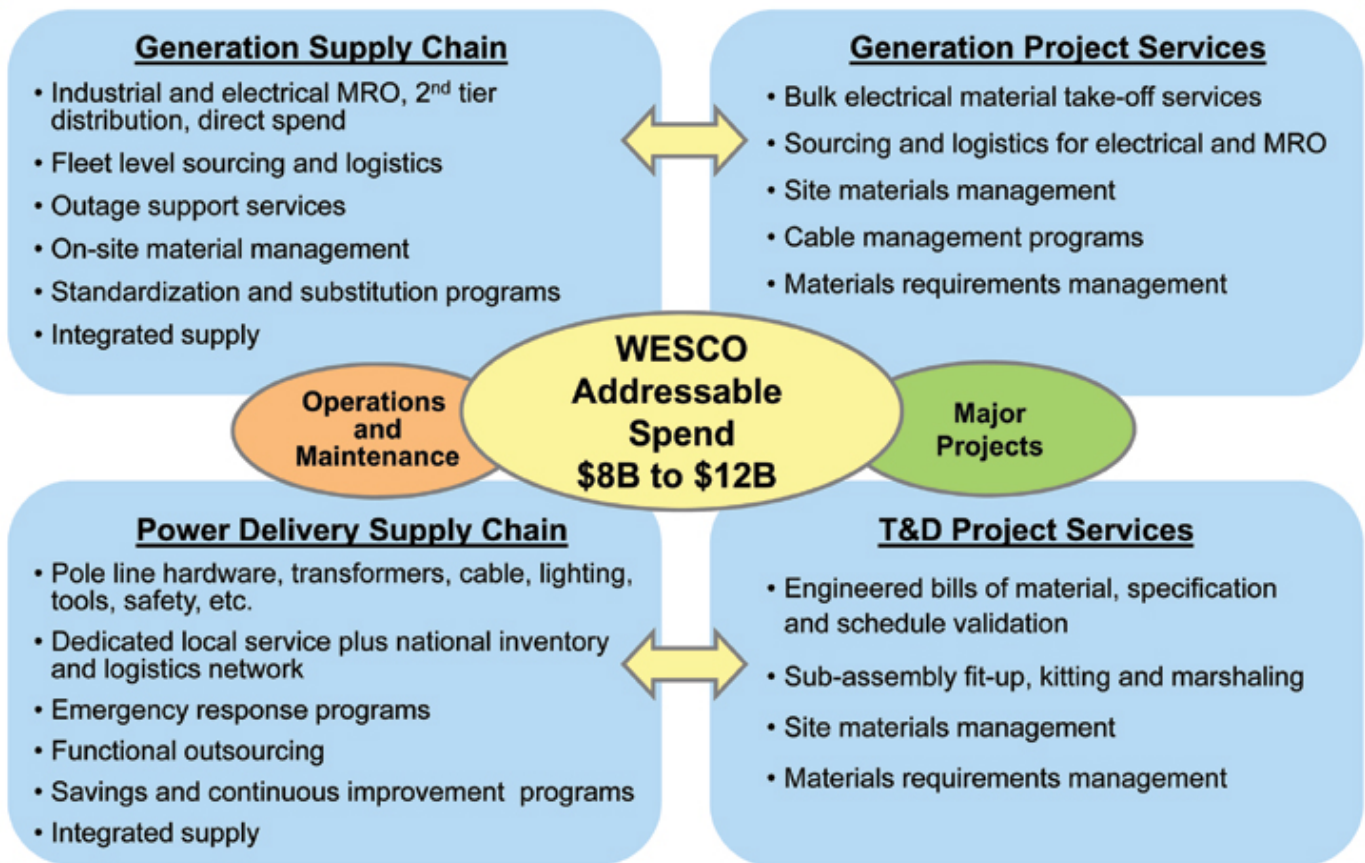 Generation Supply Chain
• Industrial and electrical MRO, 2nd tier
distribution, direct spend
• Fleet level sourcing and logistics
• Outage support services
• On-site material management
• Standardization and substitution programs
• Integrated supply
Generation Project Services
• Bulk electrical material take-off services
• Sourcing and logistics for electrical and MRO
• Site materials management
• Cable management programs
• Materials requirements management
Operations
and
Maintenance
WESCO
Addressable
Spend
$8B to $12B
Major
Projects
Power Delivery Supply Chain
• Pole line hardware, transformers, cable, lighting,
tools, safety, etc.
• Dedicated local service plus national inventory
and logistics network
• Emergency response programs
• Functional outsourcing
• Savings and continuous improvement programs
• Integrated supply
T&D Project Services
• Engineered bills of material, specification
and schedule validation
• Sub-assembly fit-up, kitting and marshaling
• Site materials management
• Materials requirements management